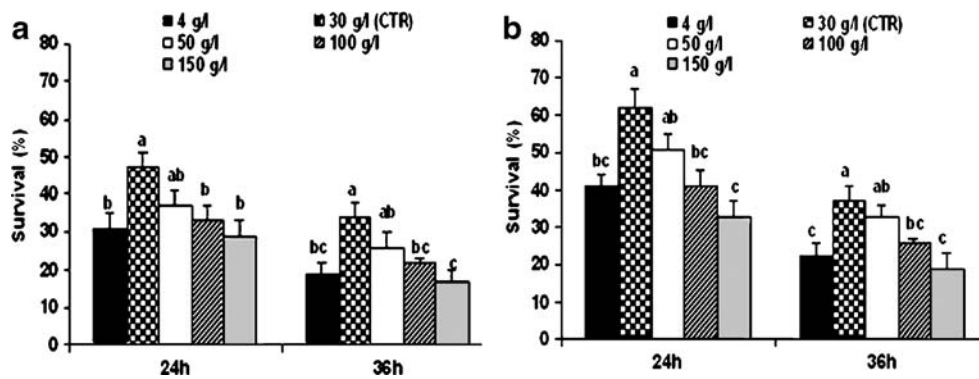 a
4 g/l
30 g/l (CTR)
50 g/l
100 g/l
150 g/l
80
70
60
50
40
30
20
10
0
Survival (%)
b
a
ab
b
b
bc
a
ab
bc
c
24h
36h
b
4 g/l
30 g/l (CTR)
50 g/l
100 g/l
150 g/l
80
70
60
50
40
30
20
10
0
Survival (%)
bc
a
ab
bc
c
c
a
ab
bc
c
24h
36h